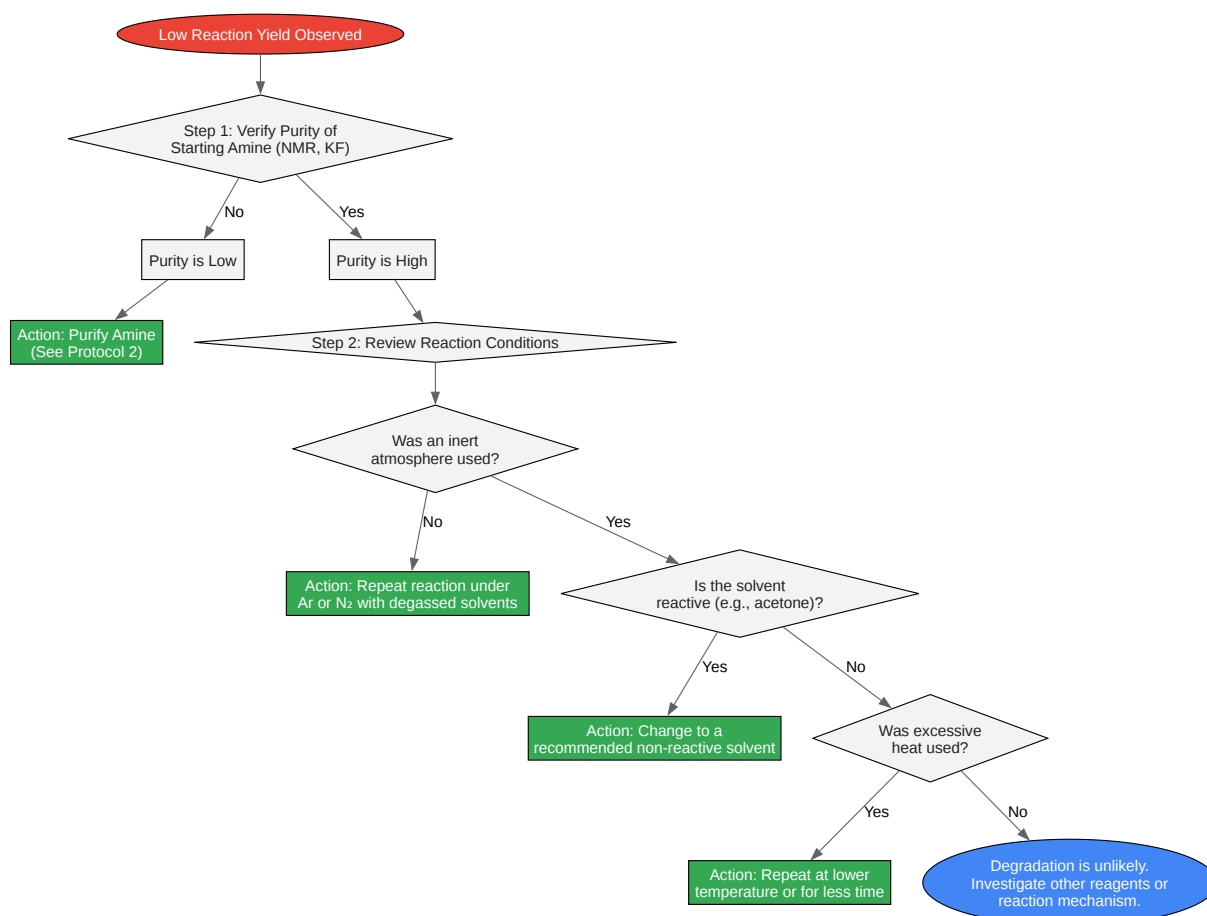 Low Reaction Yield Observed
Step 1: Verify Purity of
Starting Amine (NMR, KF)
No
Yes
Purity is Low
Purity is High
Action: Purify Amine
(See Protocol 2)
Step 2: Review Reaction Conditions
Was an inert
atmosphere used?
No
Yes
Action: Repeat reaction under
Ar or N₂ with degassed solvents
Is the solvent
reactive (e.g., acetone)?
Yes
No
Action: Change to a
recommended non-reactive solvent
Was excessive
heat used?
Yes
No
Action: Repeat at lower
temperature or for less time
Degradation is unlikely.
Investigate other reagents or
reaction mechanism.